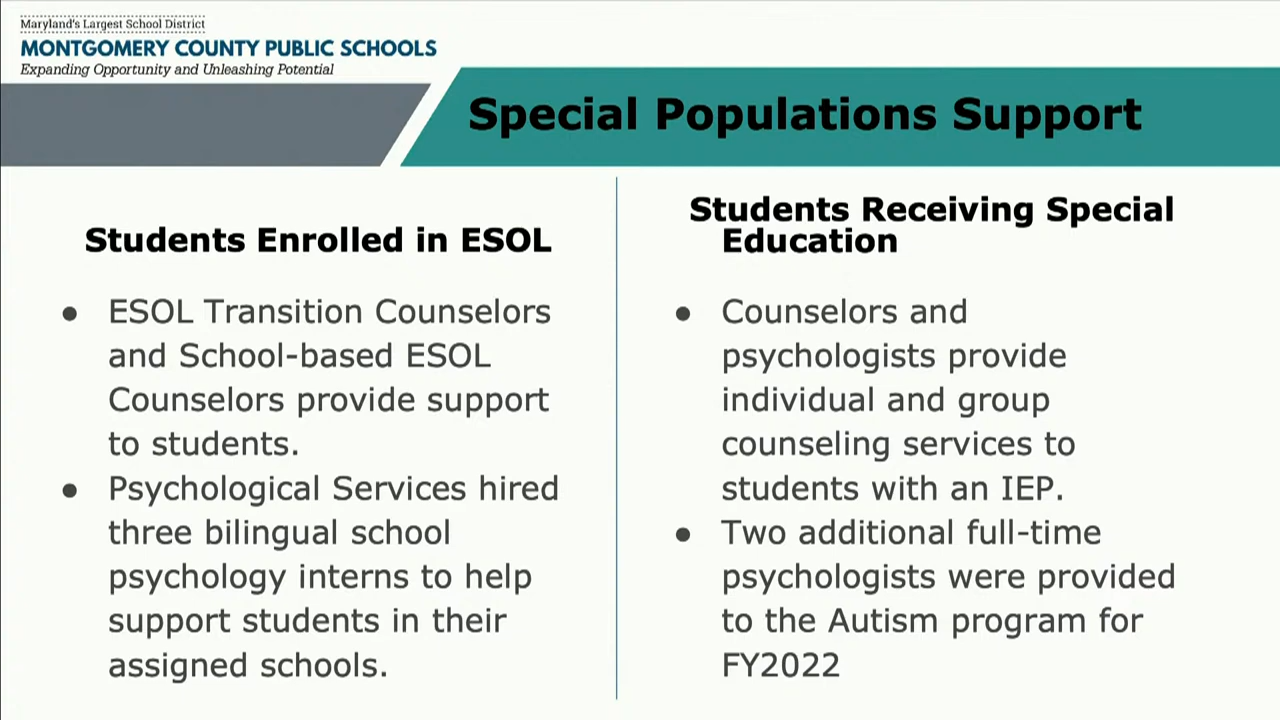 Maryland's Largest School District
MONTGOMERY COUNTY PUBLIC SCHOOLS
Expanding Opportunity and Unleashing Potential
Special Populations Support
Students Enrolled in ESOL
● ESOL Transition Counselors
and School-based ESOL
Counselors provide support
to students.
● Psychological Services hired
three bilingual school
psychology interns to help
support students in their
assigned schools.
Students Receiving Special
Education
● Counselors and
psychologists provide
individual and group
counseling services to
students with an IEP.
● Two additional full-time
psychologists were provided
to the Autism program for
FY2022